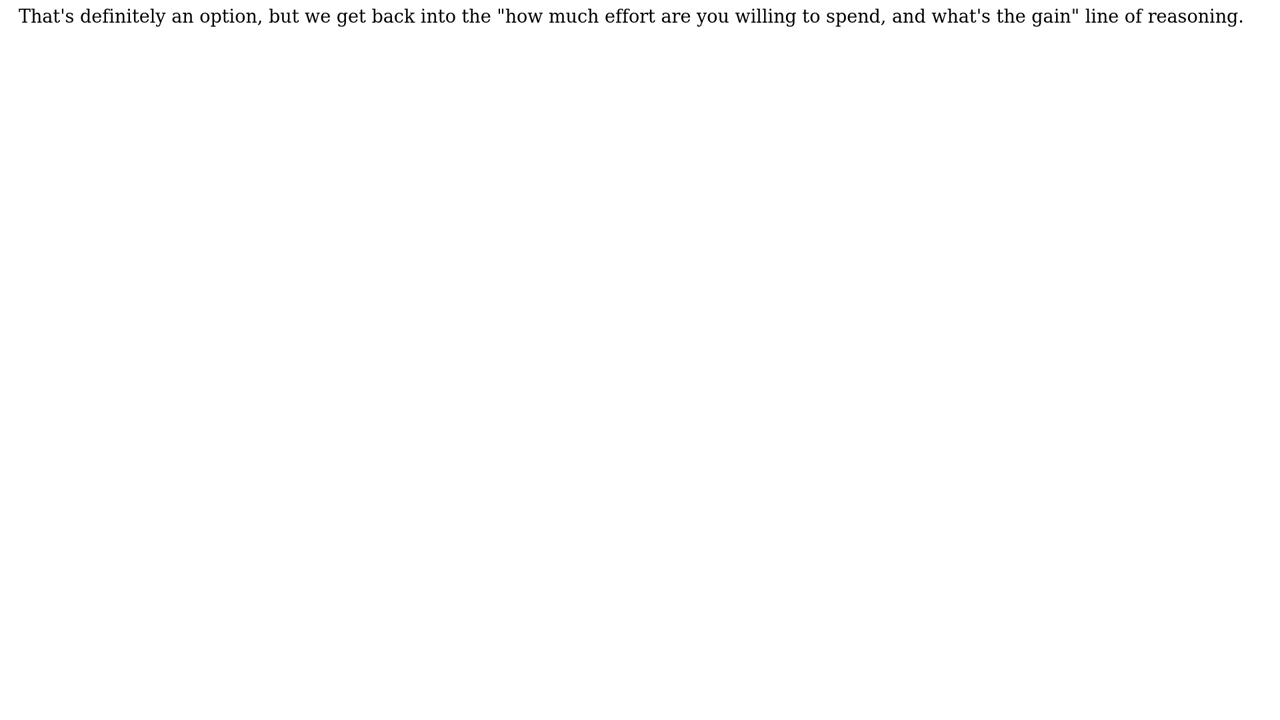 That's definitely an option, but we get back into the "how much effort are you willing to spend, and what's the gain" line of reasoning.